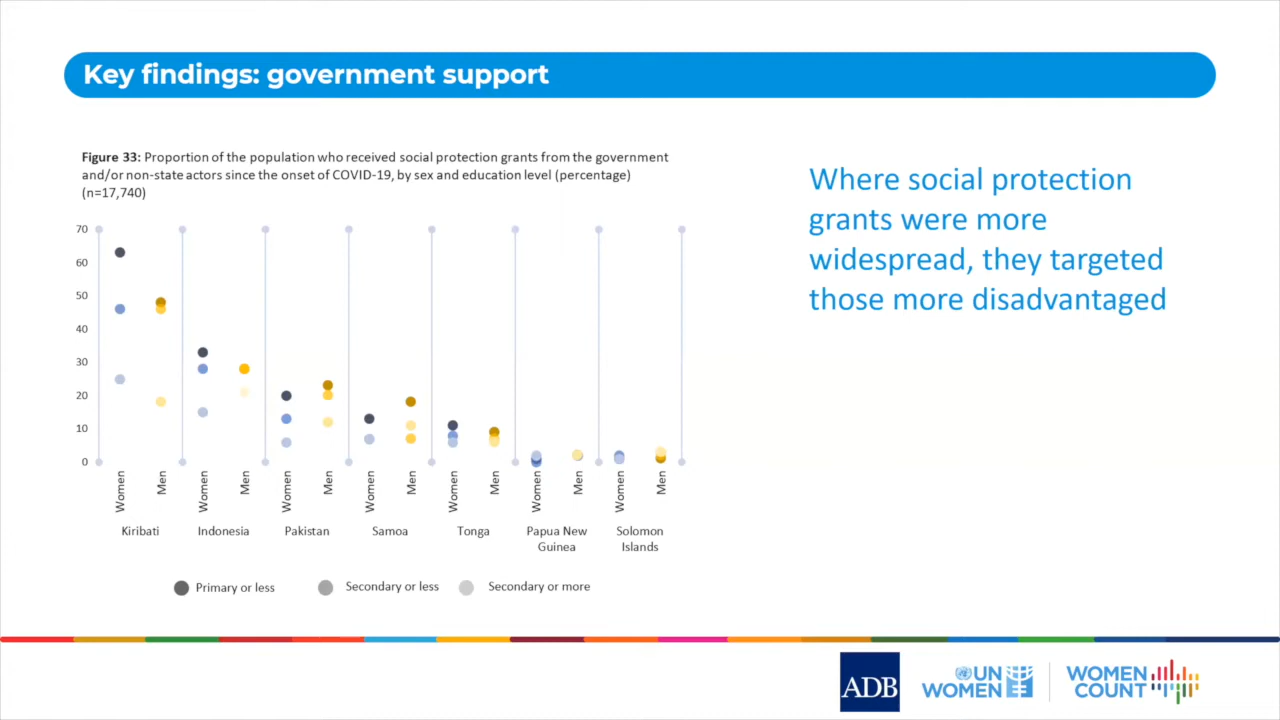 Key findings: government support
Figure 33: Proportion of the population who received social protection grants from the government
and/or non-state actors since the onset of COVID-19, by sex and education level (percentage)
(n=17,740)
Where social protection
grants were more
widespread, they targeted
those more disadvantaged
70
60
50
40
30
20
10
0
Women
Men
Women
Men
Women
Men
Women
Men
Women
Men
Women
Men
Women
Men
Kiribati
Indonesia
Pakistan
Samoa
Tonga
Papua New
Guinea
Solomon
Islands
Primary or less
Secondary or less
Secondary or more
ADB
UN
WOMEN
WOMEN
COUNT